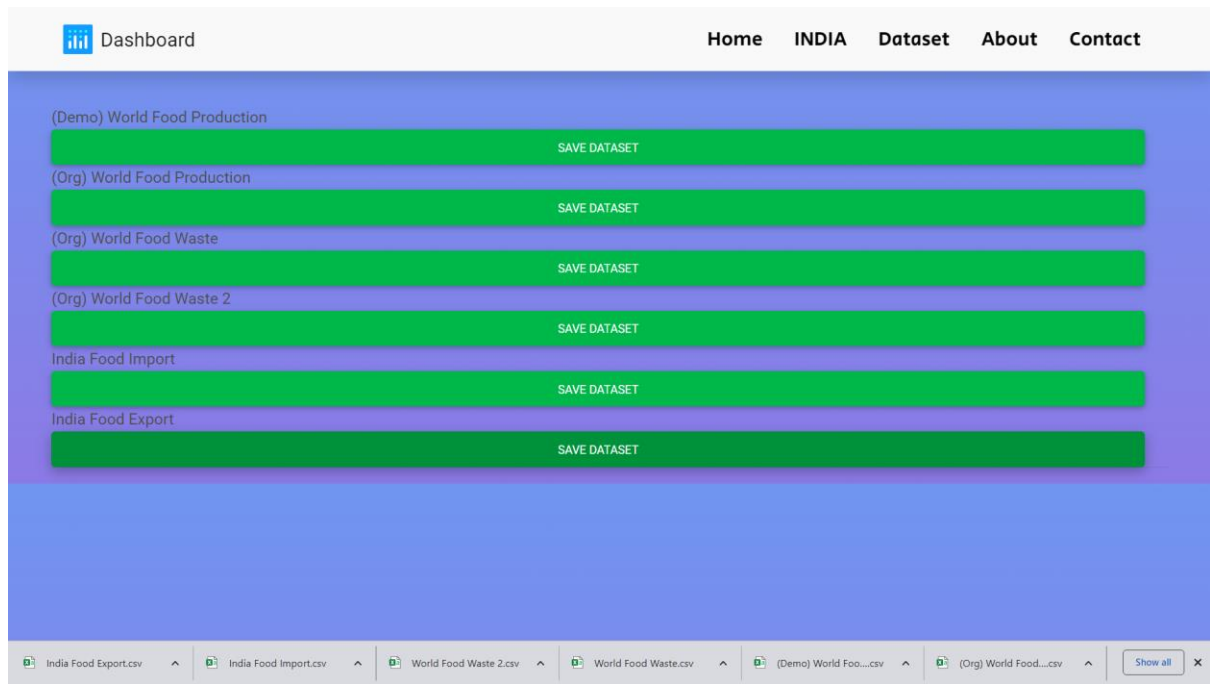 Dashboard Home INDIA Dataset About Contact
(Demo) World Food Production
SAVE DATASET
(Org) World Food Production
SAVE DATASET
(Org) World Food Waste
SAVE DATASET
(Org) World Food Waste 2
SAVE DATASET
India Food Import
SAVE DATASET
India Food Export
SAVE DATASET
India Food Export.csv India Food Import.csv World Food Waste 2.csv World Food Waste.csv (Demo) World Foo....csv (Org) World Food....csv Show all